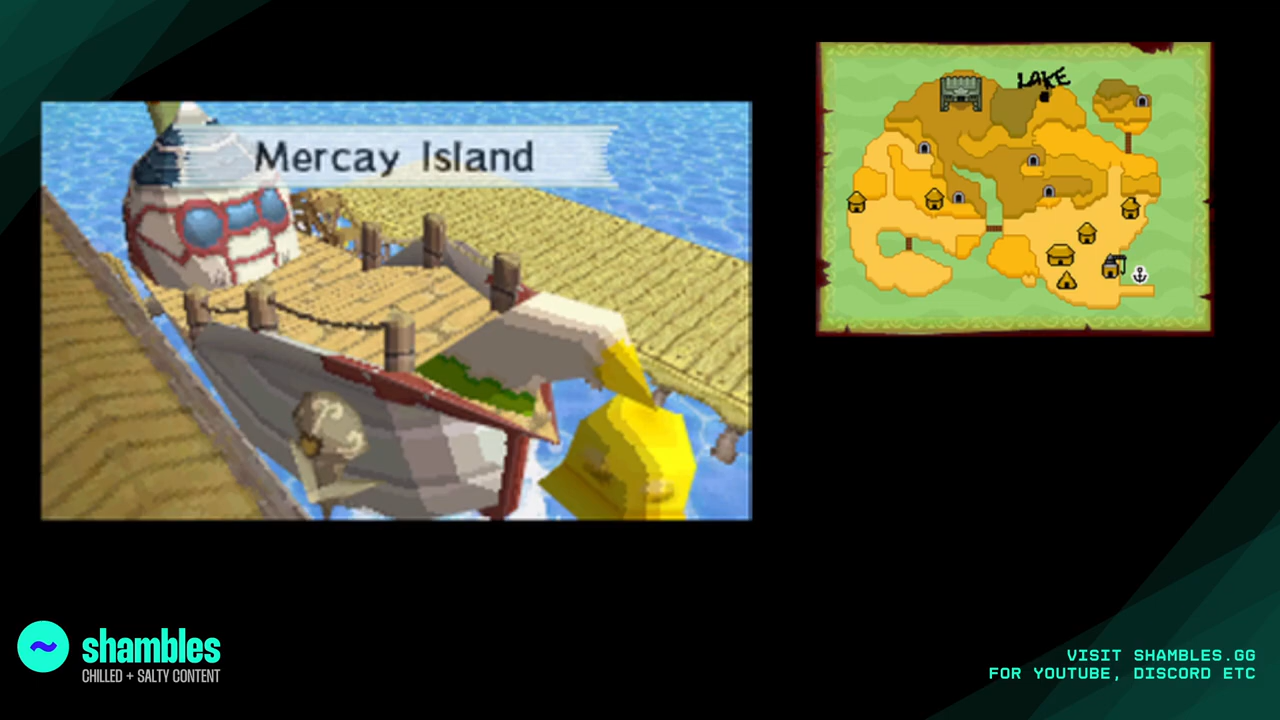 Mercay Island
LAKE
~ shambles
CHILLED + SALTY CONTENT
VISIT SHAMBLES.GG
FOR YOUTUBE, DISCORD ETC